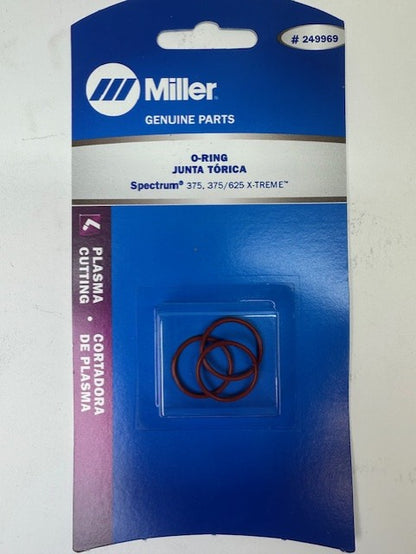 # 249969
Miller®
GENUINE PARTS
O-RING
JUNTA TÓRICA
Spectrum® 375, 375/625 X-TREME™
PLASMA
CUTTING •
CORTADORA
DE PLASMA